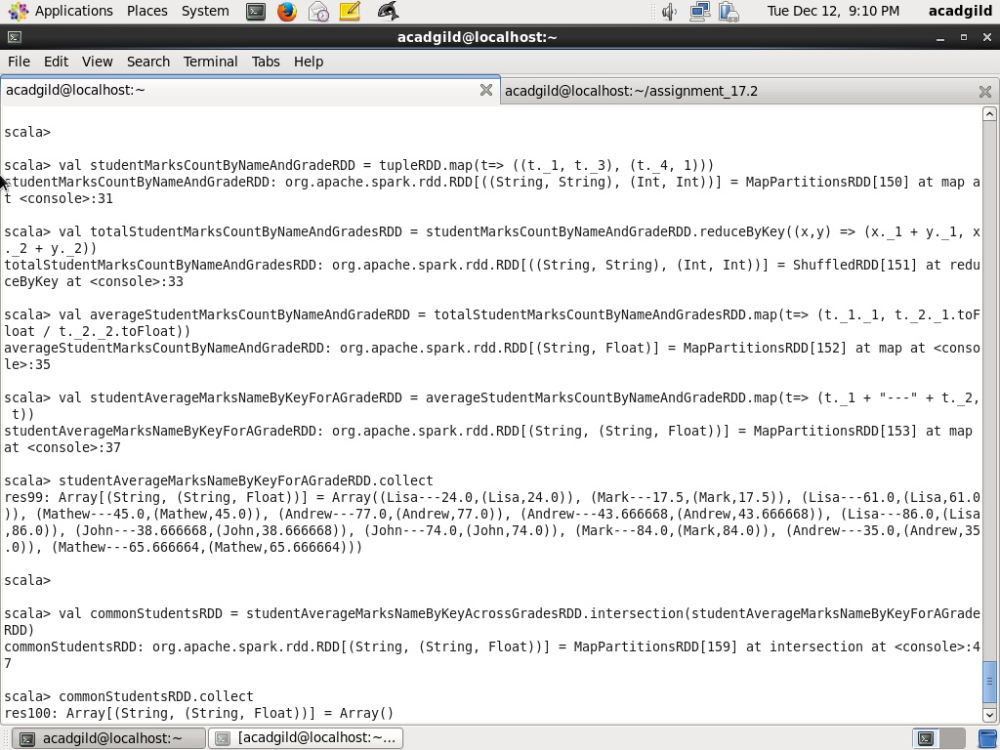 Applications Places System Tue Dec 12, 9:10 PM acadgild
acadgild@localhost:~
File Edit View Search Terminal Tabs Help
acadgild@localhost:~ acadgild@localhost:~/assignment_17.2
scala>
scala> val studentMarksCountByNameAndGradeRDD = tupleRDD.map(t=> ((t._1, t._3), (t._4, 1)))
studentMarksCountByNameAndGradeRDD: org.apache.spark.rdd.RDD[((String, String), (Int, Int))] = MapPartitionsRDD[150] at map a
t <console>:31
scala> val totalStudentMarksCountByNameAndGradesRDD = studentMarksCountByNameAndGradeRDD.reduceByKey((x,y) => (x._1 + y._1, x
._2 + y._2))
totalStudentMarksCountByNameAndGradesRDD: org.apache.spark.rdd.RDD[((String, String), (Int, Int))] = ShuffledRDD[151] at redu
ceByKey at <console>:33
scala> val averageStudentMarksCountByNameAndGradeRDD = totalStudentMarksCountByNameAndGradesRDD.map(t=> (t._1._1, t._2._1.toF
loat / t._2._2.toFloat))
averageStudentMarksCountByNameAndGradeRDD: org.apache.spark.rdd.RDD[(String, Float)] = MapPartitionsRDD[152] at map at <conso
le>:35
scala> val studentAverageMarksNameByKeyForAGradeRDD = averageStudentMarksCountByNameAndGradeRDD.map(t=> (t._1 + "---" + t._2,
 t))
studentAverageMarksNameByKeyForAGradeRDD: org.apache.spark.rdd.RDD[(String, (String, Float))] = MapPartitionsRDD[153] at map
at <console>:37
scala> studentAverageMarksNameByKeyForAGradeRDD.collect
res99: Array[(String, (String, Float))] = Array((Lisa---24.0,(Lisa,24.0)), (Mark---17.5,(Mark,17.5)), (Lisa---61.0,(Lisa,61.0
)), (Mathew---45.0,(Mathew,45.0)), (Andrew---77.0,(Andrew,77.0)), (Andrew---43.666668,(Andrew,43.666668)), (Lisa---86.0,(Lisa
,86.0)), (John---38.666668,(John,38.666668)), (John---74.0,(John,74.0)), (Mark---84.0,(Mark,84.0)), (Andrew---35.0,(Andrew,35
.0)), (Mathew---65.666664,(Mathew,65.666664)))
scala>
scala> val commonStudentsRDD = studentAverageMarksNameByKeyAcrossGradesRDD.intersection(studentAverageMarksNameByKeyForAGrade
RDD)
commonStudentsRDD: org.apache.spark.rdd.RDD[(String, (String, Float))] = MapPartitionsRDD[159] at intersection at <console>:4
7
scala> commonStudentsRDD.collect
res100: Array[(String, (String, Float))] = Array()
acadgild@localhost:~ [acadgild@localhost:~...